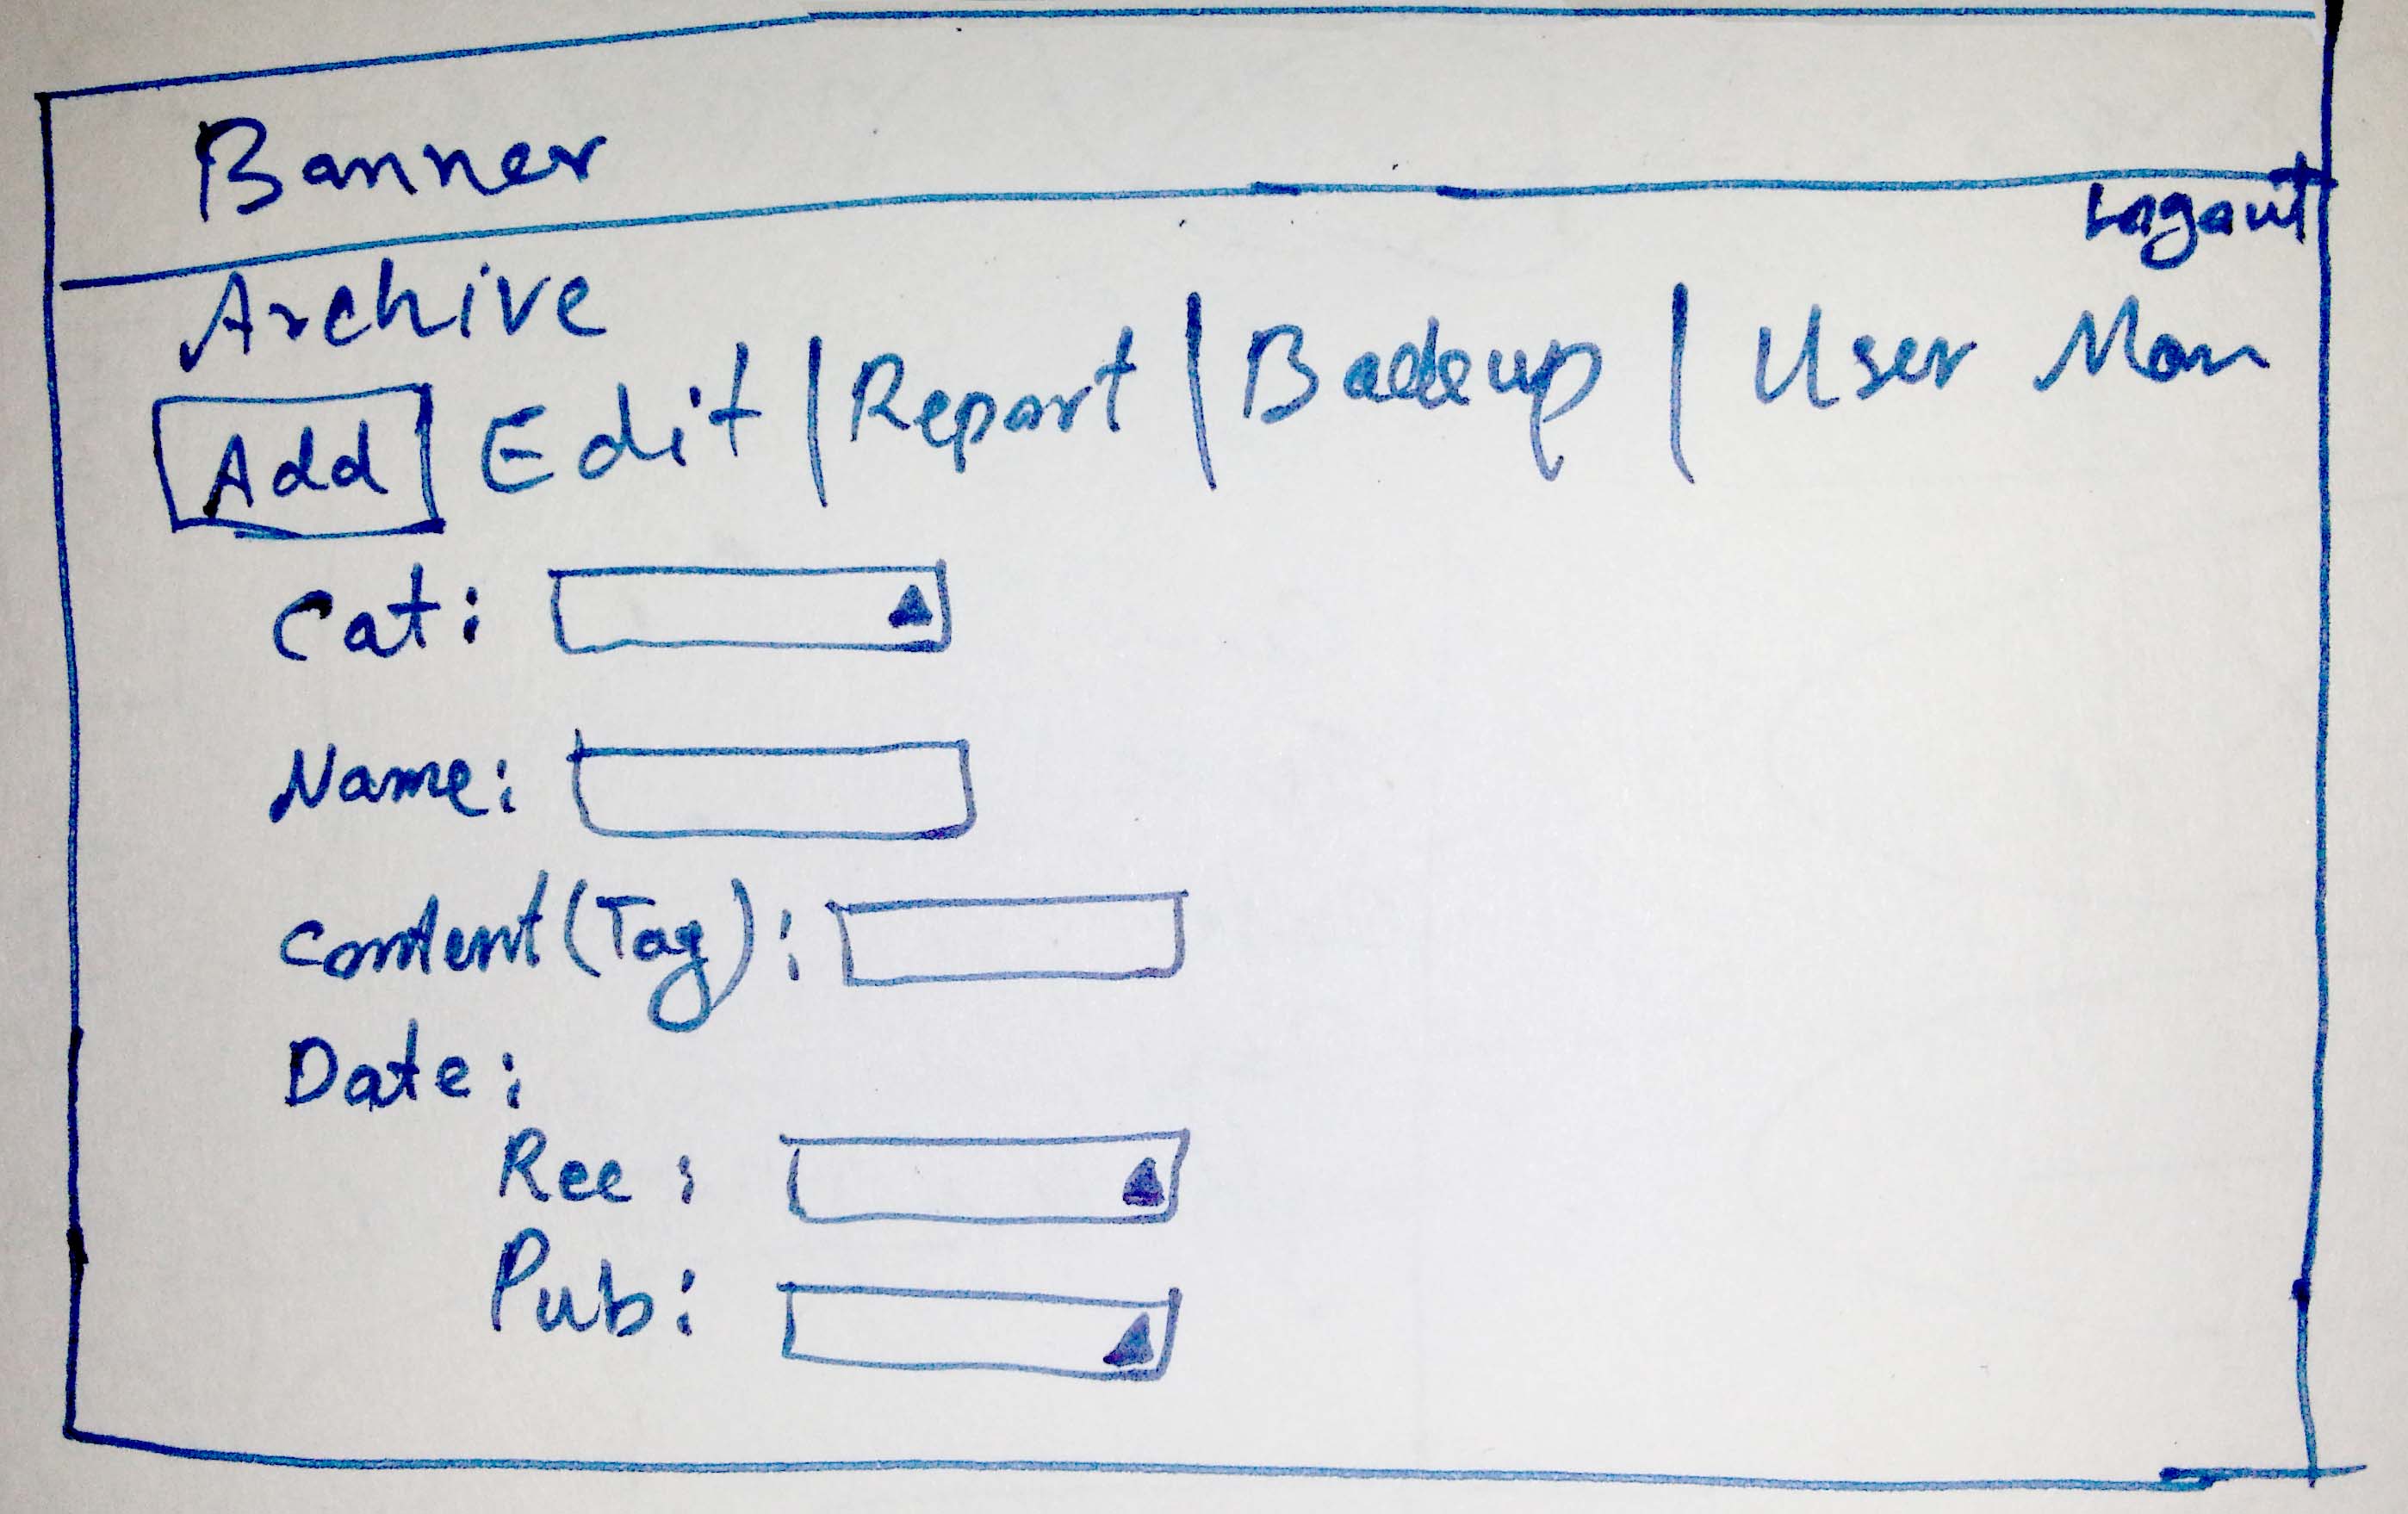 Banner
Logout
Archive
Add Edit | Report | Backup | User Man
Cat:
Name:
Content (Tag):
Date:
Rec:
Pub: